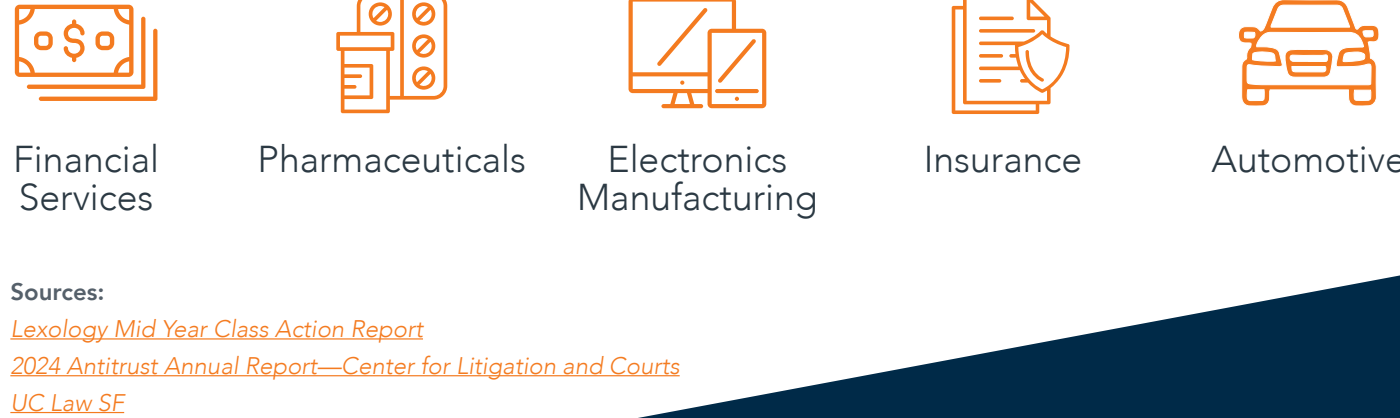 Financial
Services
Pharmaceuticals
Electronics
Manufacturing
Insurance
Automotive
Sources:
Lexology Mid Year Class Action Report
2024 Antitrust Annual Report—Center for Litigation and Courts
UC Law SF